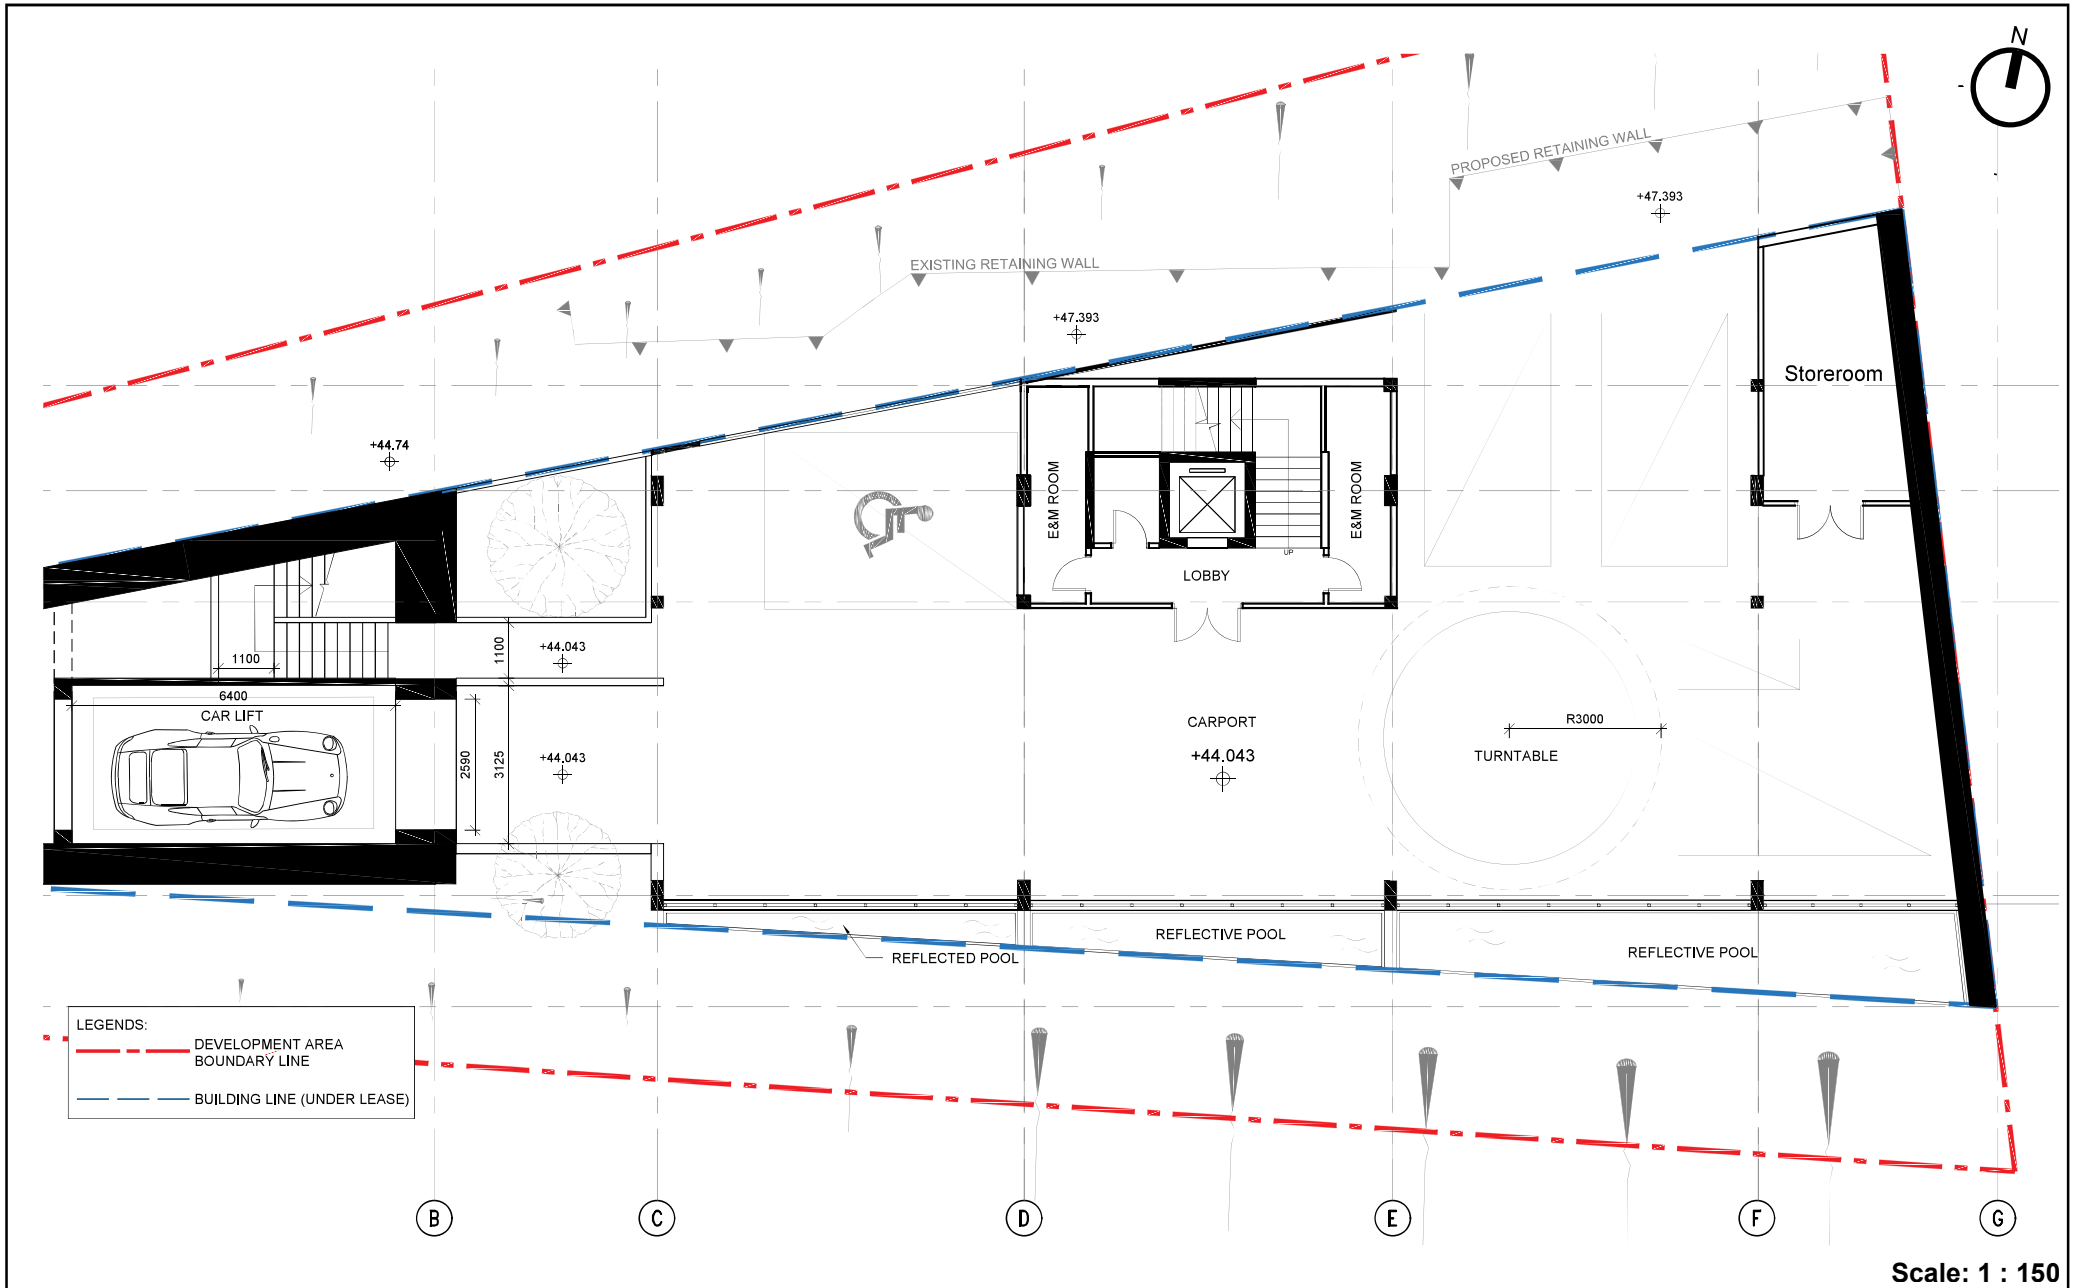 N
PROPOSED RETAINING WALL
+47.393
EXISTING RETAINING WALL
+47.393
Storeroom
+44.74
E&M ROOM
E&M ROOM
UP
LOBBY
1100
+44.043
1100
6400
CAR LIFT
2590
3125
+44.043
CARPORT
+44.043
R3000
TURNTABLE
REFLECTIVE POOL
REFLECTED POOL
REFLECTIVE POOL
LEGENDS:
DEVELOPMENT AREA
BOUNDARY LINE
BUILDING LINE (UNDER LEASE)
B
C
D
E
F
G
Scale: 1 : 150